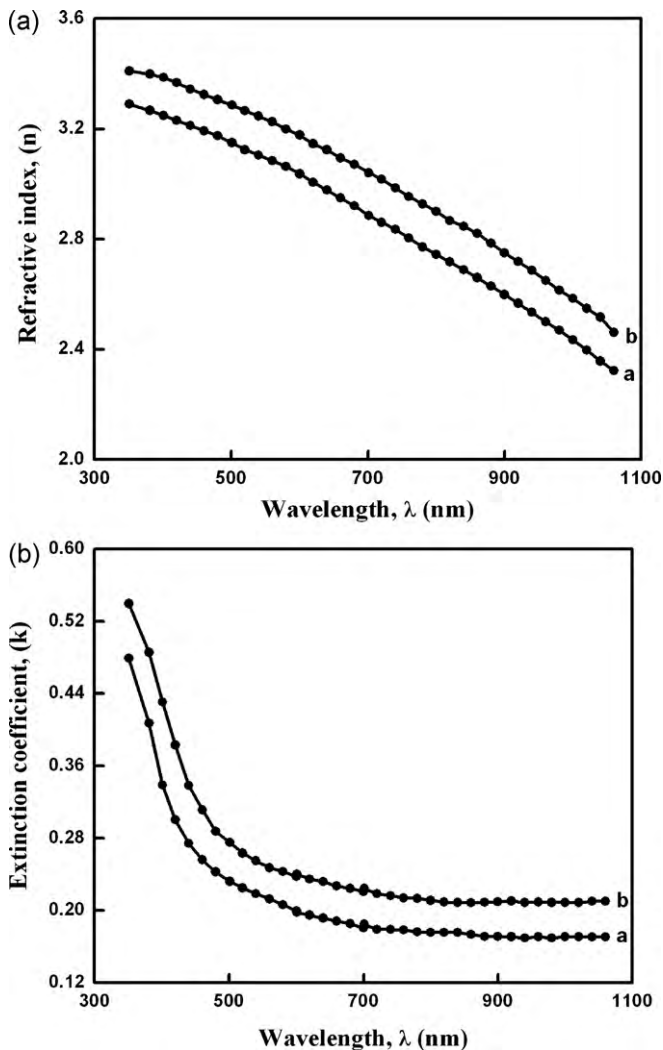 (a)
3.6
3.2
2.8
2.4
2.0
Refractive index, (n)
b
a
300 500 700 900 1100
Wavelength, λ (nm)
(b)
0.60
0.52
0.44
0.36
0.28
0.20
0.12
Extinction coefficient, (k)
b
a
300 500 700 900 1100
Wavelength, λ (nm)